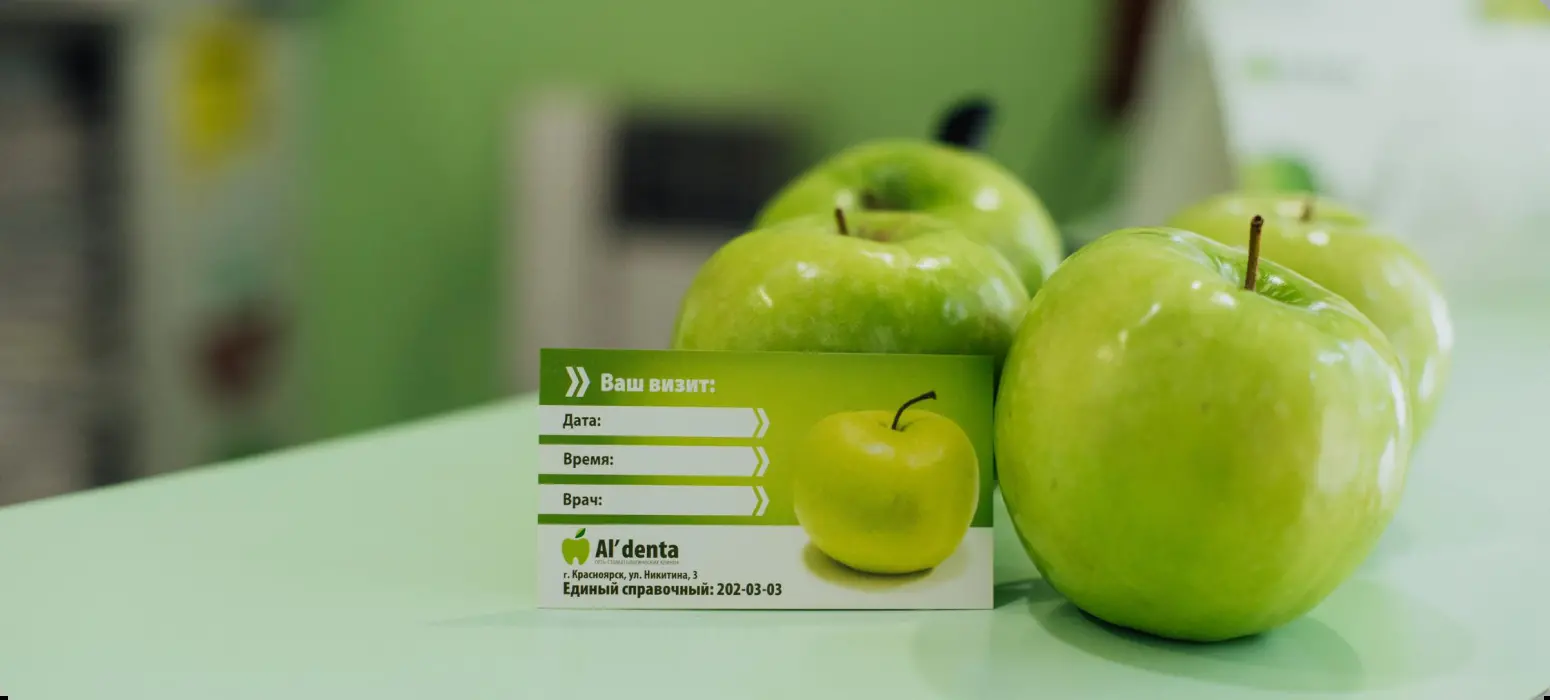 Ваш визит:
Дата:
Время:
Врач:
Al'denta
г. Красноярск, ул. Никитина, 3
Единый справочный: 202-03-03